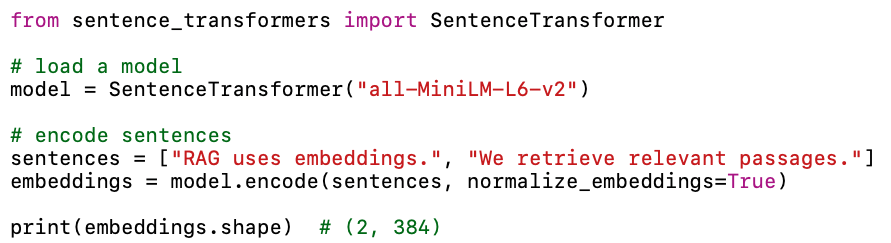 from sentence_transformers import SentenceTransformer
# load a model
model = SentenceTransformer("all-MiniLM-L6-v2")
# encode sentences
sentences = ["RAG uses embeddings.", "We retrieve relevant passages."]
embeddings = model.encode(sentences, normalize_embeddings=True)
print(embeddings.shape)  # (2, 384)